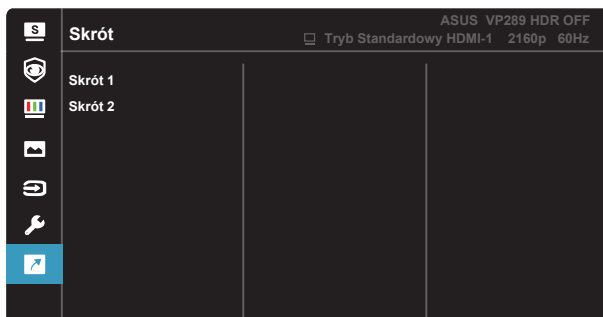 S
Skrót
ASUS VP289 HDR OFF
Tryb Standardowy HDMI-1 2160p 60Hz
Skrót 1
Skrót 2